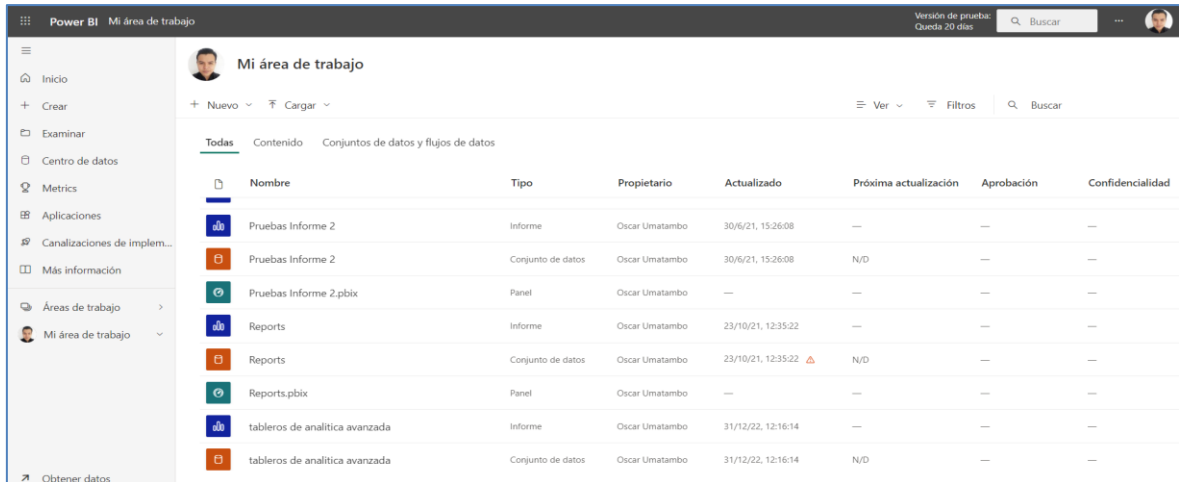 Power BI Mi área de trabajo
Versión de prueba:
Queda 20 días
Buscar
Inicio
Crear
Examinar
Centro de datos
Metrics
Aplicaciones
Canalizaciones de implem...
Más información
Áreas de trabajo
Mi área de trabajo
Obtener datos
Mi área de trabajo
Nuevo Cargar Ver Filtros Buscar
Todas Contenido Conjuntos de datos y flujos de datos
Nombre Tipo Propietario Actualizado Próxima actualización Aprobación Confidencialidad
Pruebas Informe 2 Informe Oscar Umatambo 30/6/21, 15:26:08 — — —
Pruebas Informe 2 Conjunto de datos Oscar Umatambo 30/6/21, 15:26:08 N/D — —
Pruebas Informe 2.pbix Panel Oscar Umatambo — — — —
Reports Informe Oscar Umatambo 23/10/21, 12:35:22 — — —
Reports Conjunto de datos Oscar Umatambo 23/10/21, 12:35:22 N/D — —
Reports.pbix Panel Oscar Umatambo — — — —
tableros de analitica avanzada Informe Oscar Umatambo 31/12/22, 12:16:14 — — —
tableros de analitica avanzada Conjunto de datos Oscar Umatambo 31/12/22, 12:16:14 N/D — —